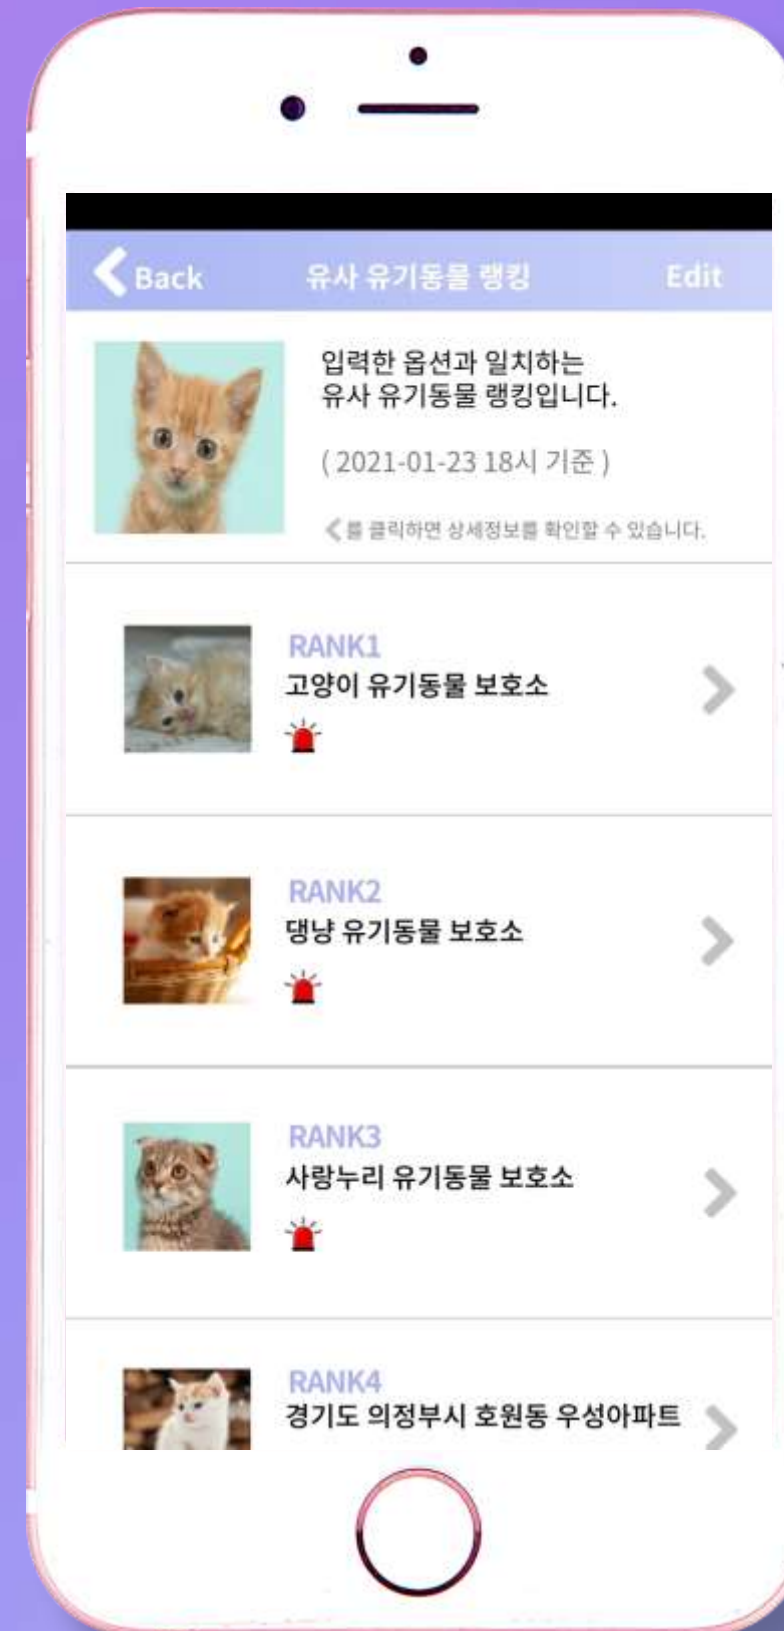 Back 유사 유기동물 랭킹 Edit
입력한 옵션과 일치하는
유사 유기동물 랭킹입니다.
( 2021-01-23 18시 기준 )
를 클릭하면 상세정보를 확인할 수 있습니다.
RANK1
고양이 유기동물 보호소
RANK2
댕냥 유기동물 보호소
RANK3
사랑누리 유기동물 보호소
RANK4
경기도 의정부시 호원동 우성아파트